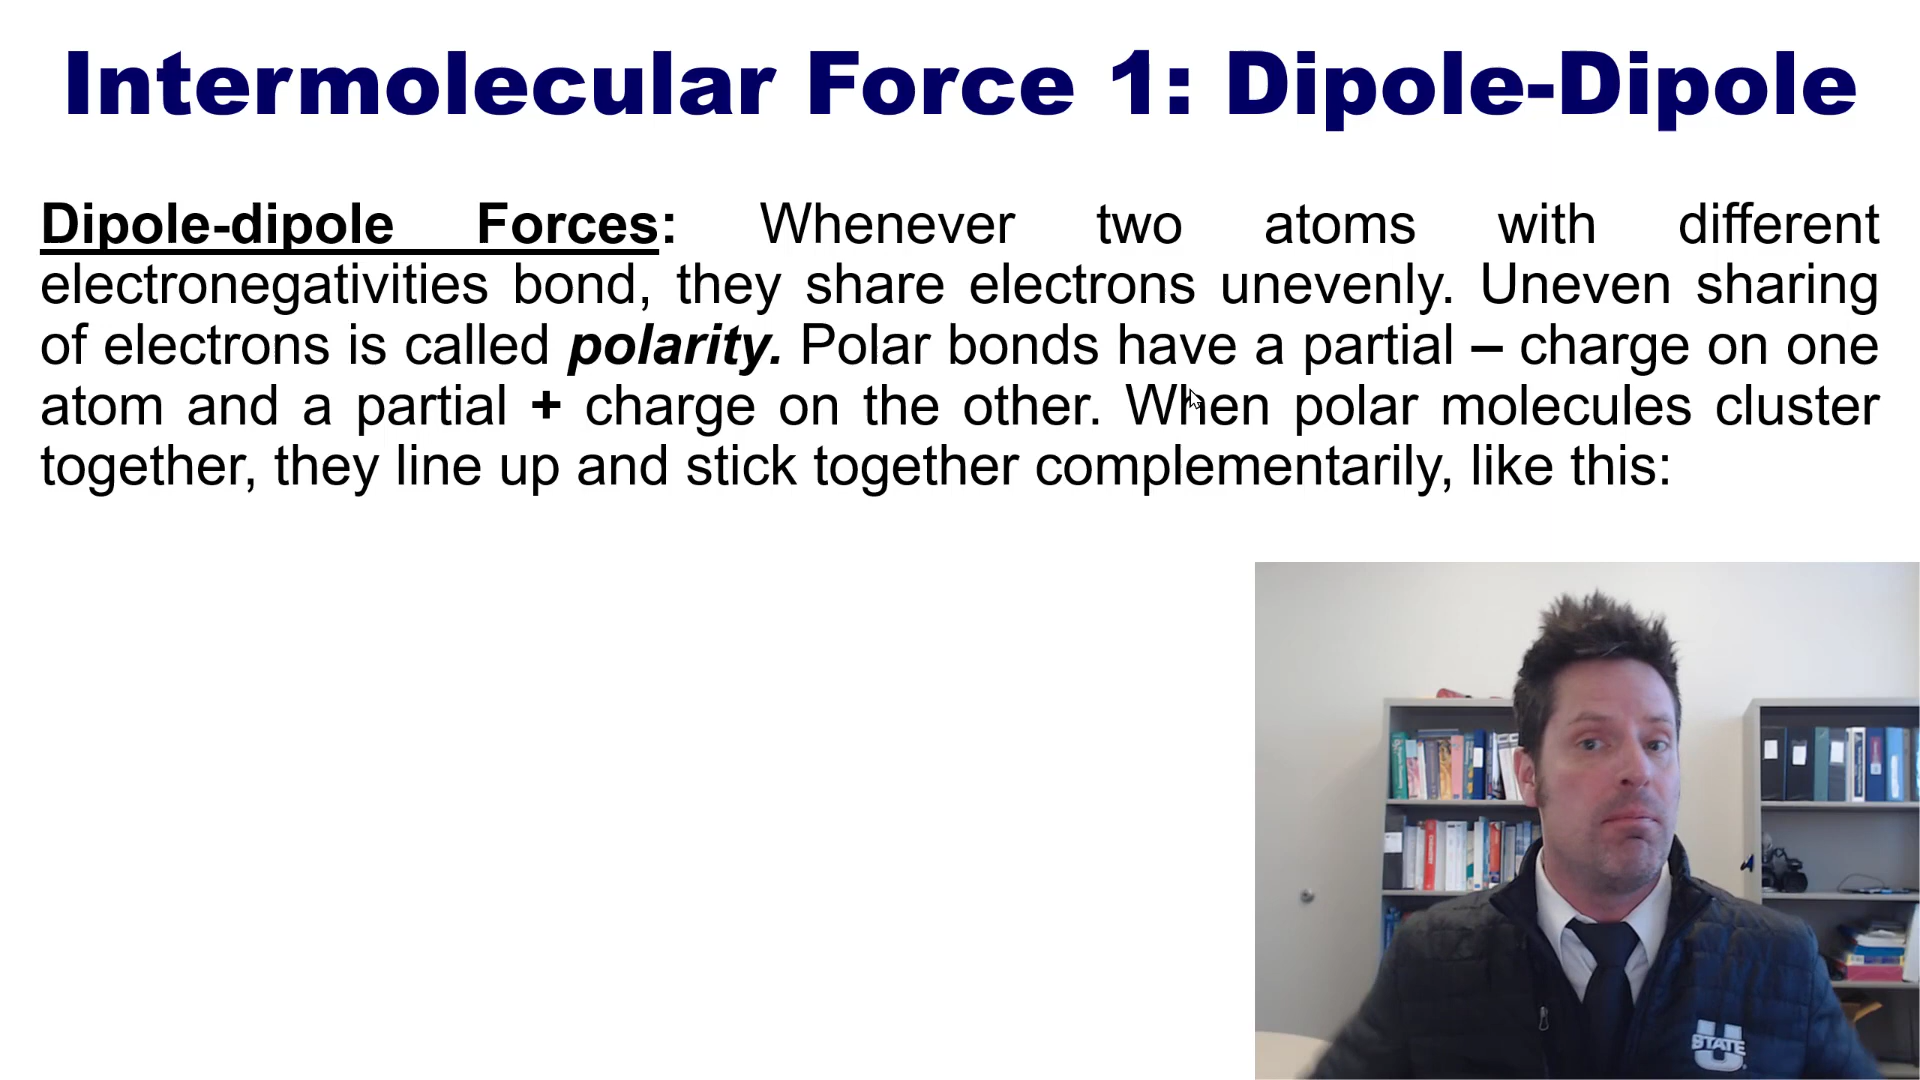 Intermolecular Force 1: Dipole-Dipole
Dipole-dipole Forces: Whenever two atoms with different
electronegativities bond, they share electrons unevenly. Uneven sharing
of electrons is called polarity. Polar bonds have a partial – charge on one
atom and a partial + charge on the other. When polar molecules cluster
together, they line up and stick together complementarily, like this:
CHEMISTRY
U
STATE